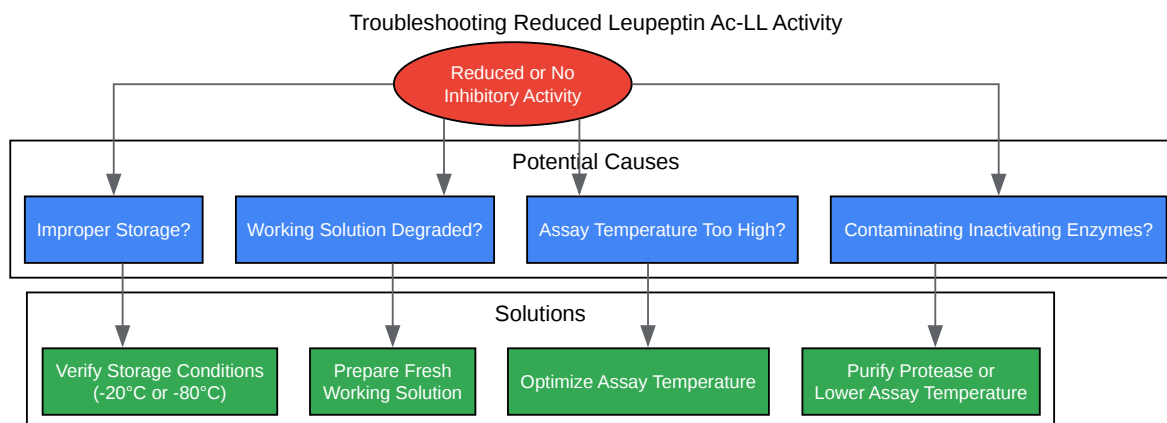 Troubleshooting Reduced Leupeptin Ac-LL Activity
Reduced or No
Inhibitory Activity
Potential Causes
Improper Storage?
Working Solution Degraded?
Assay Temperature Too High?
Contaminating Inactivating Enzymes?
Solutions
Verify Storage Conditions
(-20°C or -80°C)
Prepare Fresh
Working Solution
Optimize Assay Temperature
Purify Protease or
Lower Assay Temperature